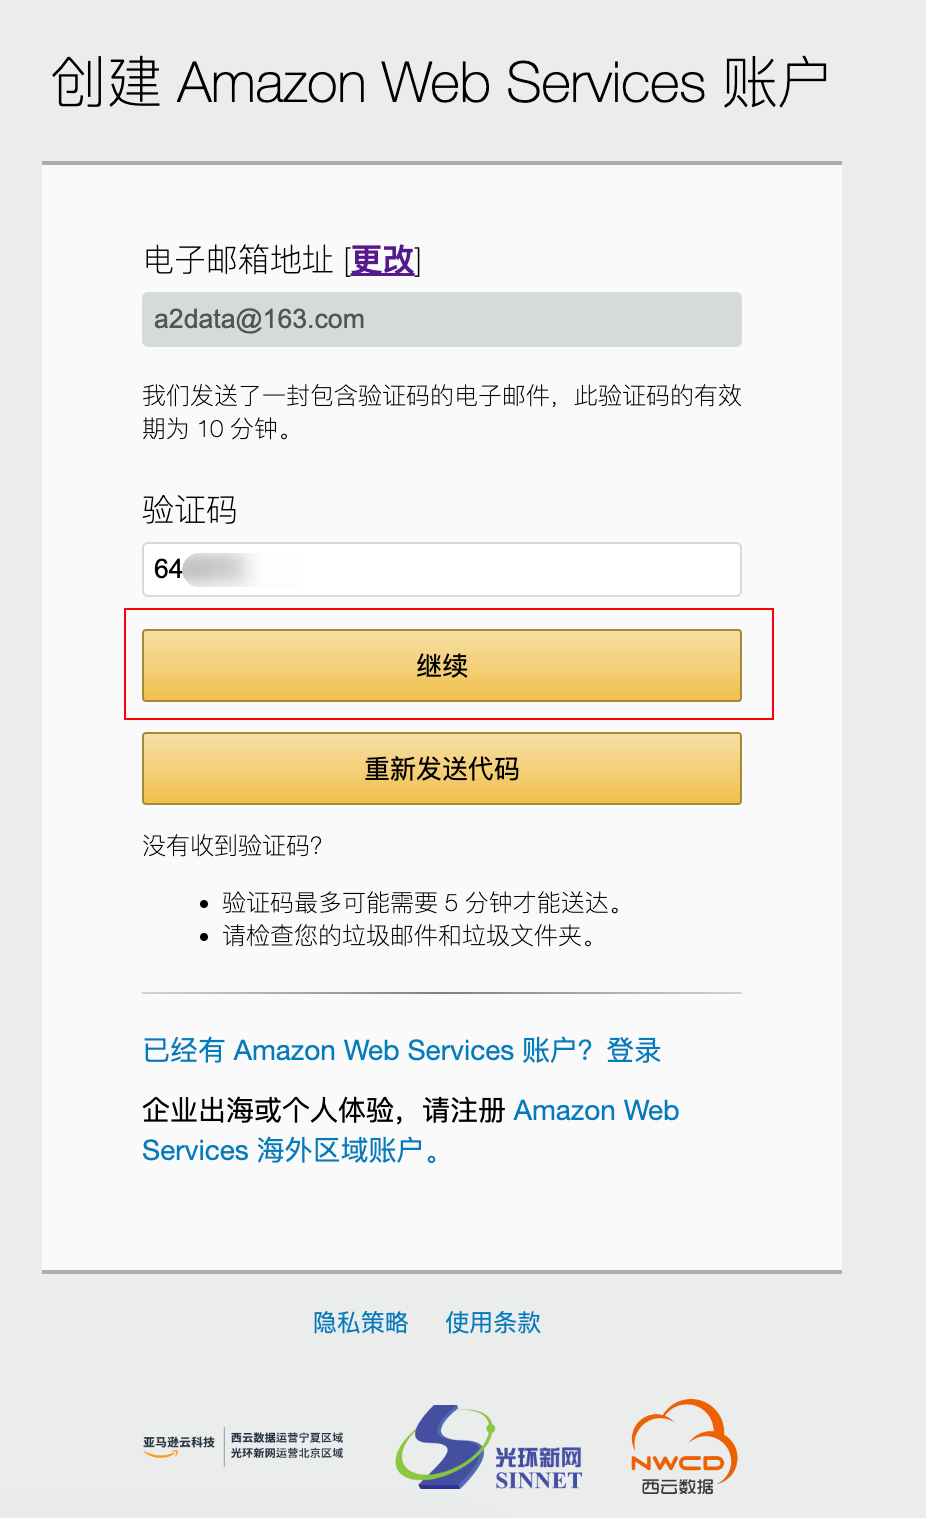 创建 Amazon Web Services 账户
电子邮箱地址 [更改]
a2data@163.com
我们发送了一封包含验证码的电子邮件，此验证码的有效
期为 10 分钟。
验证码
64
继续
重新发送代码
没有收到验证码？
• 验证码最多可能需要 5 分钟才能送达。
• 请检查您的垃圾邮件和垃圾文件夹。
已经有 Amazon Web Services 账户？登录
企业出海或个人体验，请注册 Amazon Web
Services 海外区域账户。
隐私策略 使用条款
亚马逊云科技
西云数据运营宁夏区域
光环新网运营北京区域
光环新网
SINNET
NWCD
西云数据